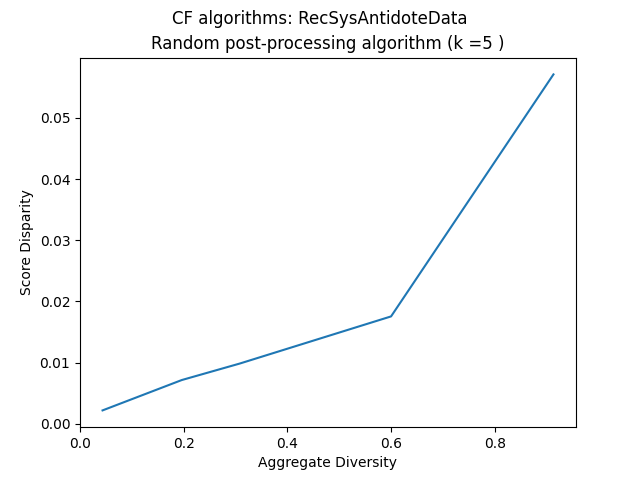 CF algorithms: RecSysAntidoteData
Random post-processing algorithm (k =5 )
0.05
0.04
0.03
0.02
0.01
0.00
Score Disparity
0.0 0.2 0.4 0.6 0.8
Aggregate Diversity